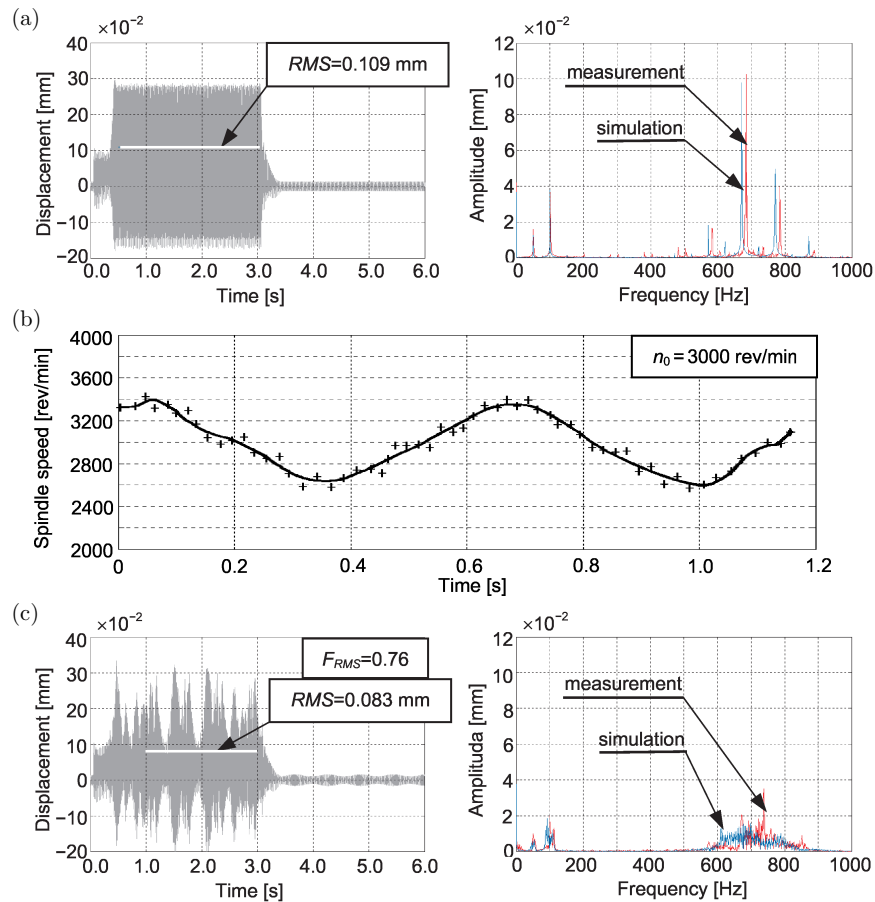 (a)
×10⁻²
40
30
20
10
0
−10
−20
Displacement [mm]
0.0 1.0 2.0 3.0 4.0 5.0 6.0
Time [s]
RMS=0.109 mm
×10⁻²
12
10
8
6
4
2
0
Amplitude [mm]
measurement
simulation
0 200 400 600 800 1000
Frequency [Hz]
(b)
4000
3600
3200
2800
2400
2000
Spindle speed [rev/min]
n₀ = 3000 rev/min
0 0.2 0.4 0.6 0.8 1.0 1.2
Time [s]
(c)
×10⁻²
40
30
20
10
0
−10
−20
Displacement [mm]
0.0 1.0 2.0 3.0 4.0 5.0 6.0
Time [s]
F_RMS=0.76
RMS=0.083 mm
×10⁻²
12
10
8
6
4
2
0
Amplituda [mm]
measurement
simulation
0 200 400 600 800 1000
Frequency [Hz]